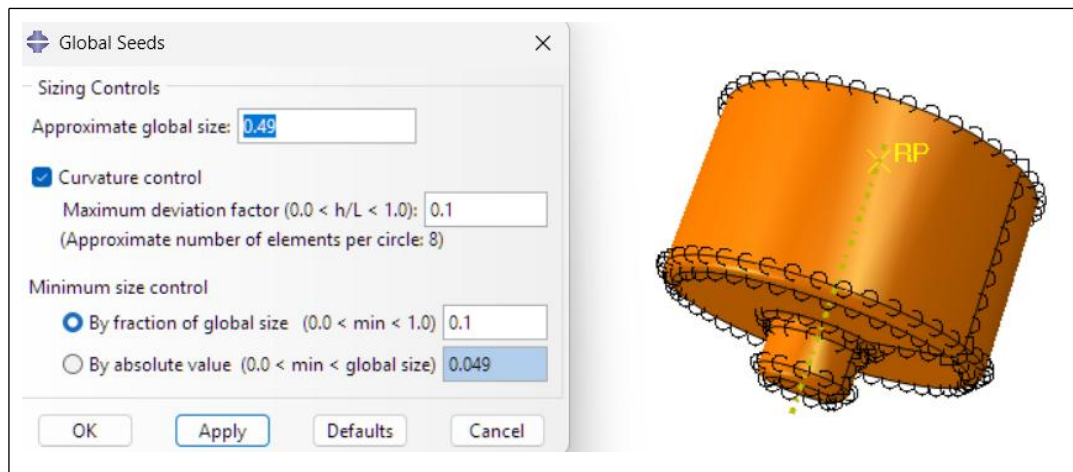 Global Seeds
Sizing Controls
Approximate global size: 0.49
Curvature control
Maximum deviation factor (0.0 < h/L < 1.0): 0.1
(Approximate number of elements per circle: 8)
Minimum size control
By fraction of global size (0.0 < min < 1.0) 0.1
By absolute value (0.0 < min < global size) 0.049
OK Apply Defaults Cancel
RP